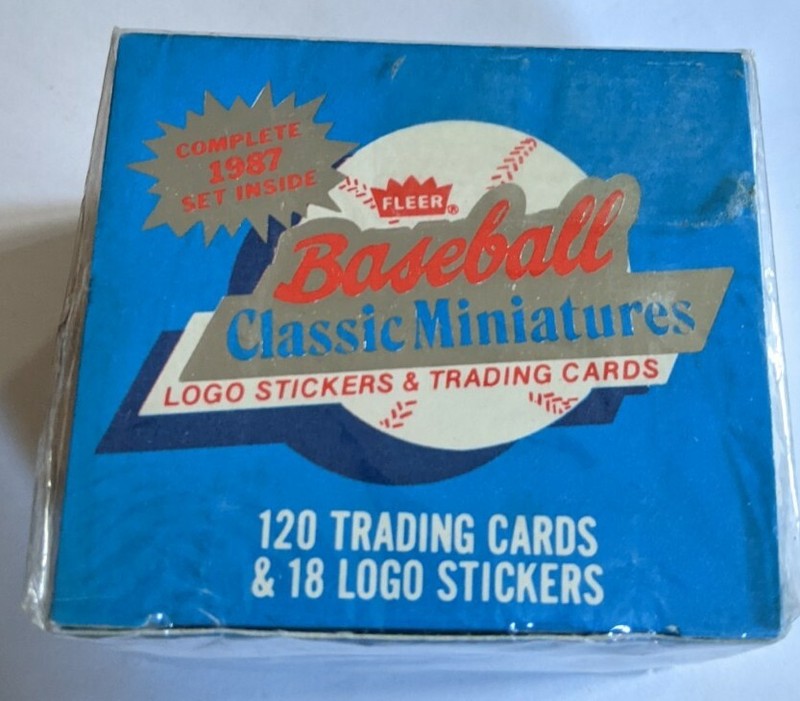 COMPLETE
1987
SET INSIDE
FLEER®
Baseball
Classic Miniatures
LOGO STICKERS & TRADING CARDS
120 TRADING CARDS
& 18 LOGO STICKERS